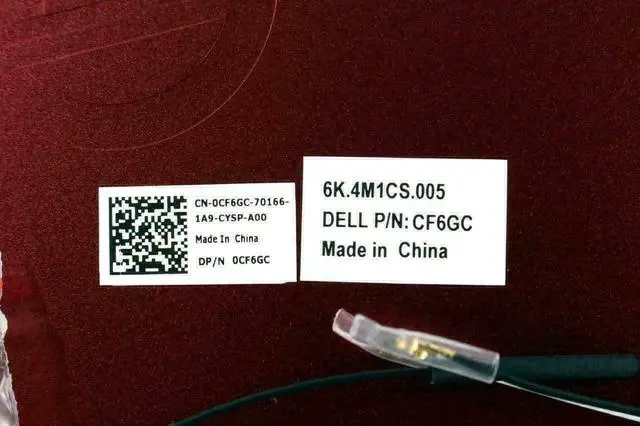 CN-0CF6GC-70166-
1A9-CYSP-A00
Made In China
DP/N 0CF6GC
6K.4M1CS.005
DELL P/N: CF6GC
Made in China